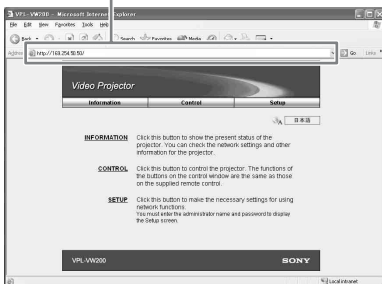 VPL-VW200 - Microsoft Internet Explorer
File Edit View Favorites Tools Help
Back Search Favorites Media
Address http://163.254.50.50/ Go Links
Video Projector
Information Control Setup
日本語
INFORMATION Click this button to show the present status of the
projector. You can check the network settings and other
information for the projector.
CONTROL Click this button to control the projector. The functions of
the buttons on the control window are the same as those
on the supplied remote control.
SETUP Click this button to make the necessary settings for using
network functions.
You must enter the administrator name and password to display
the Setup screen.
VPL-VW200 SONY
Local intranet